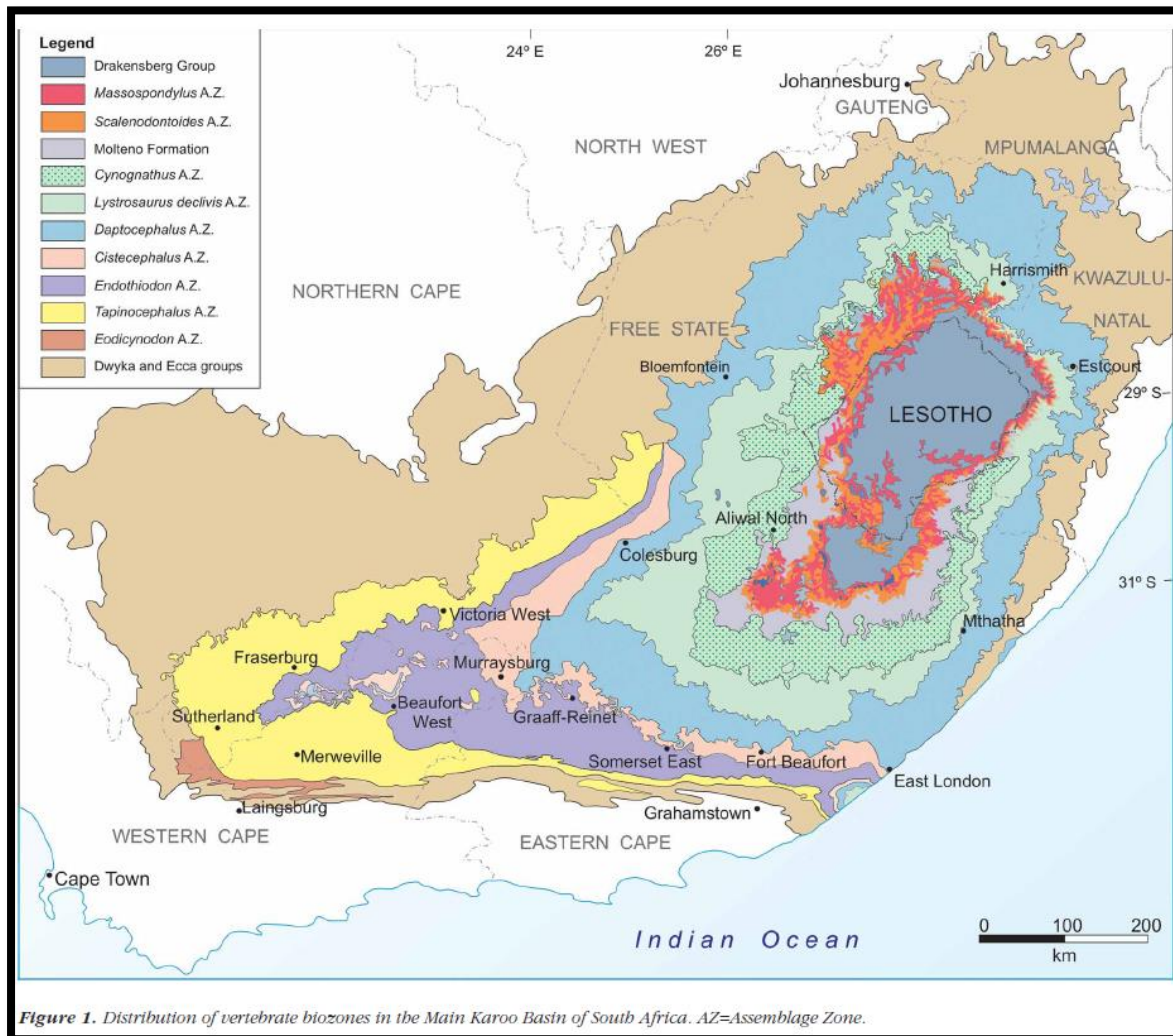 Legend
Drakensberg Group
Massospondylus A.Z.
Scalenodontoides A.Z.
Molteno Formation
Cynognathus A.Z.
Lystrosaurus declivis A.Z.
Daptocephalus A.Z.
Cistecephalus A.Z.
Endothiodon A.Z.
Tapinocephalus A.Z.
Eodicynodon A.Z.
Dwyka and Ecca groups
24° E
26° E
Johannesburg
GAUTENG
NORTH WEST
MPUMALANGA
NORTHERN CAPE
Harrismith
KWAZULU-
NATAL
FREE STATE
Bloemfontein
Estcourt
29° S
LESOTHO
Aliwal North
Colesburg
31° S
Mthatha
Victoria West
Fraserburg
Murraysburg
Beaufort
West
Graaff-Reinet
Sutherland
Merweville
Somerset East
Fort Beaufort
East London
Laingsburg
Grahamstown
WESTERN CAPE
EASTERN CAPE
Cape Town
Indian Ocean
0 100 200
km
Figure 1. Distribution of vertebrate biozones in the Main Karoo Basin of South Africa. AZ=Assemblage Zone.